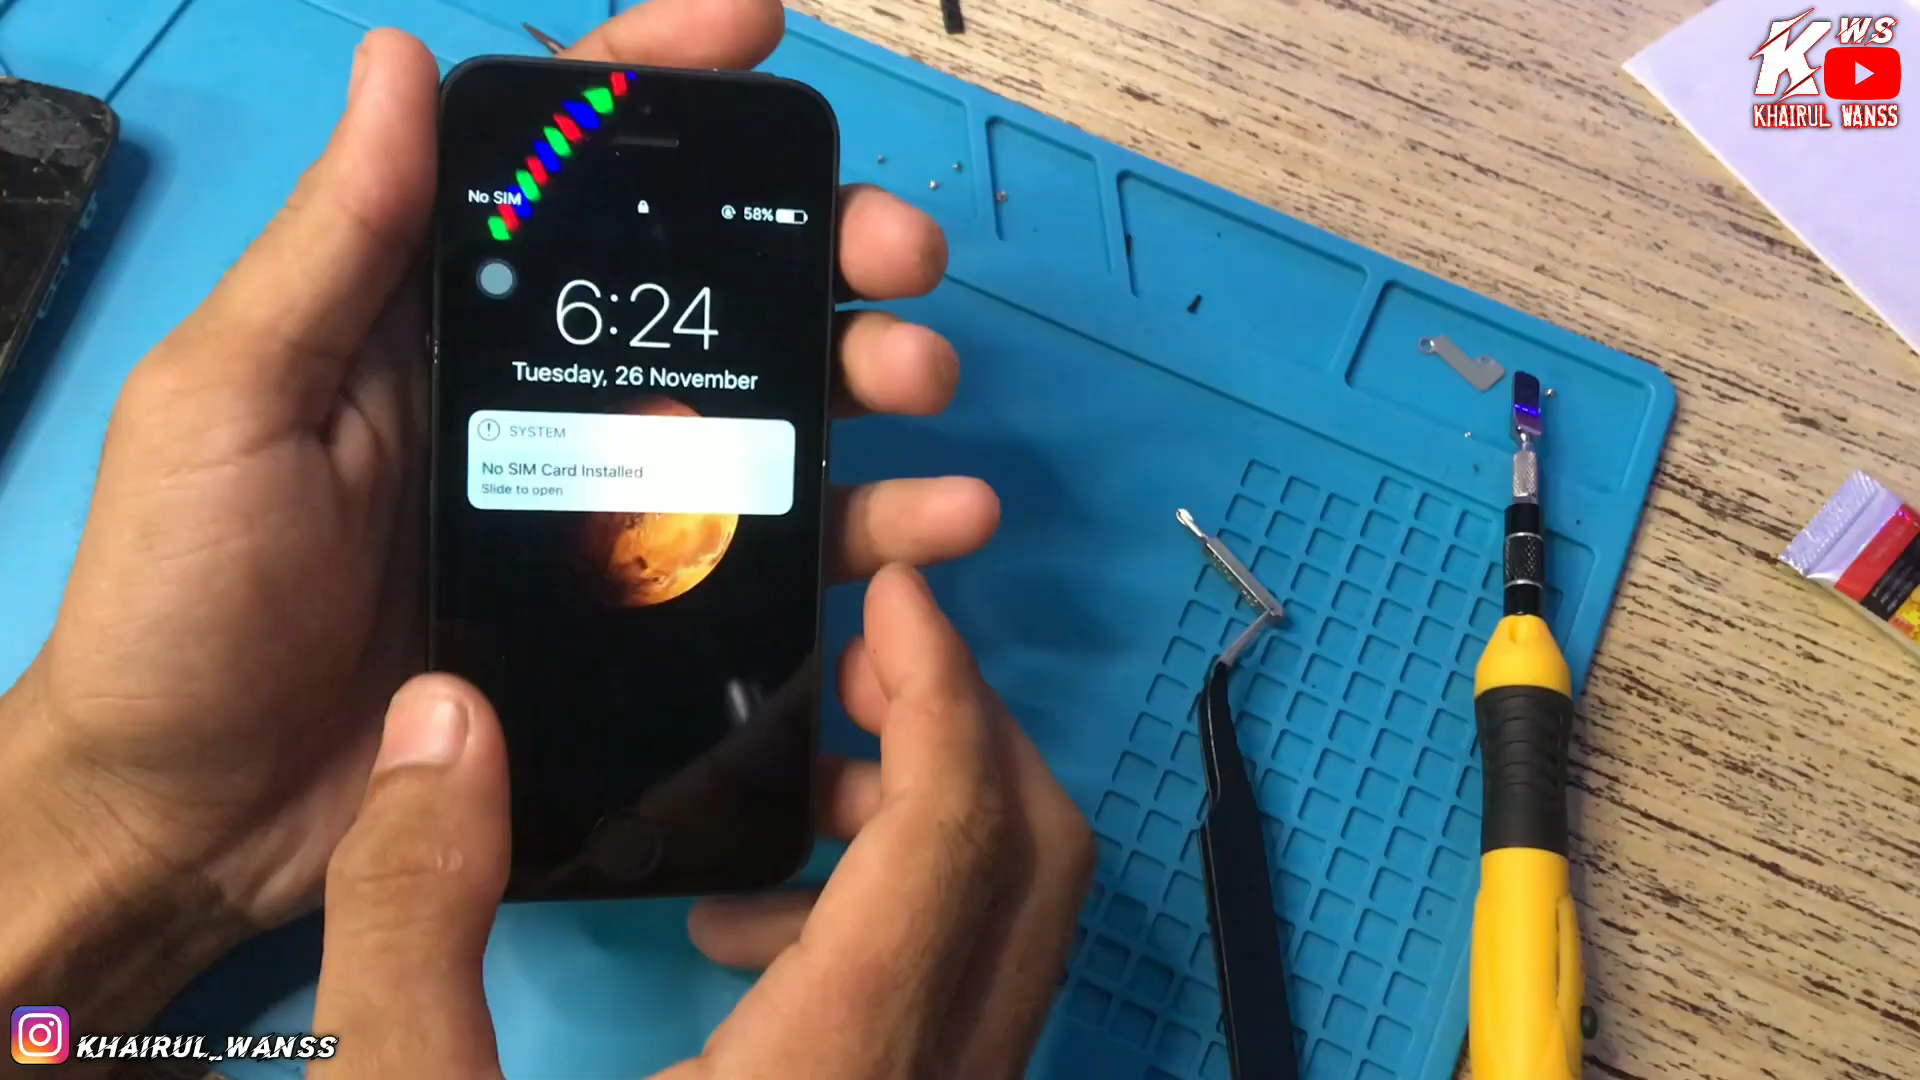 WS
K
KHAIRUL WANSS
No SIM
58%
6:24
Tuesday, 26 November
SYSTEM
No SIM Card Installed
Slide to open
KHAIRUL_WANSS